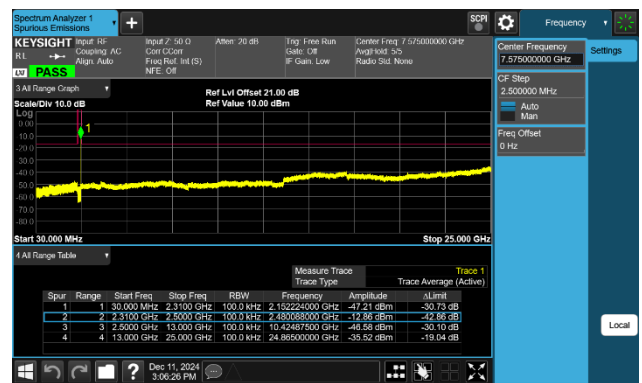 Spectrum Analyzer 1
Spurious Emissions
SCPI
Frequency
KEYSIGHT
RL
Input: RF
Coupling: AC
Align: Auto
Input Z: 50 Ω
Corr CCorr
Freq Ref: Int (S)
NFE: Off
Atten: 20 dB
Trig: Free Run
Gate: Off
IF Gain: Low
Center Freq: 7.575000000 GHz
Avg|Hold: 5/5
Radio Std: None
LW PASS
3 All Range Graph
Scale/Div 10.0 dB
Ref Lvl Offset 21.00 dB
Ref Value 10.00 dBm
Log
0.00
-10.0
-20.0
-30.0
-40.0
-50.0
-60.0
-70.0
-80.0
1
Start 30.000 MHz
Stop 25.000 GHz
4 All Range Table
Measure Trace Trace 1
Trace Type Trace Average (Active)
Spur Range Start Freq Stop Freq RBW Frequency Amplitude ΔLimit
1 1 30.000 MHz 2.3100 GHz 100.0 kHz 2.152224000 GHz -47.21 dBm -30.73 dB
2 2 2.3100 GHz 2.5000 GHz 100.0 kHz 2.480088000 GHz -12.86 dBm -42.86 dB
3 3 2.5000 GHz 13.000 GHz 100.0 kHz 10.42487500 GHz -46.58 dBm -30.10 dB
4 4 13.000 GHz 25.000 GHz 100.0 kHz 24.86500000 GHz -35.52 dBm -19.04 dB
Dec 11, 2024
3:06:26 PM
?
Center Frequency
7.575000000 GHz
Settings
CF Step
2.500000 MHz
Auto
Man
Freq Offset
0 Hz
Local